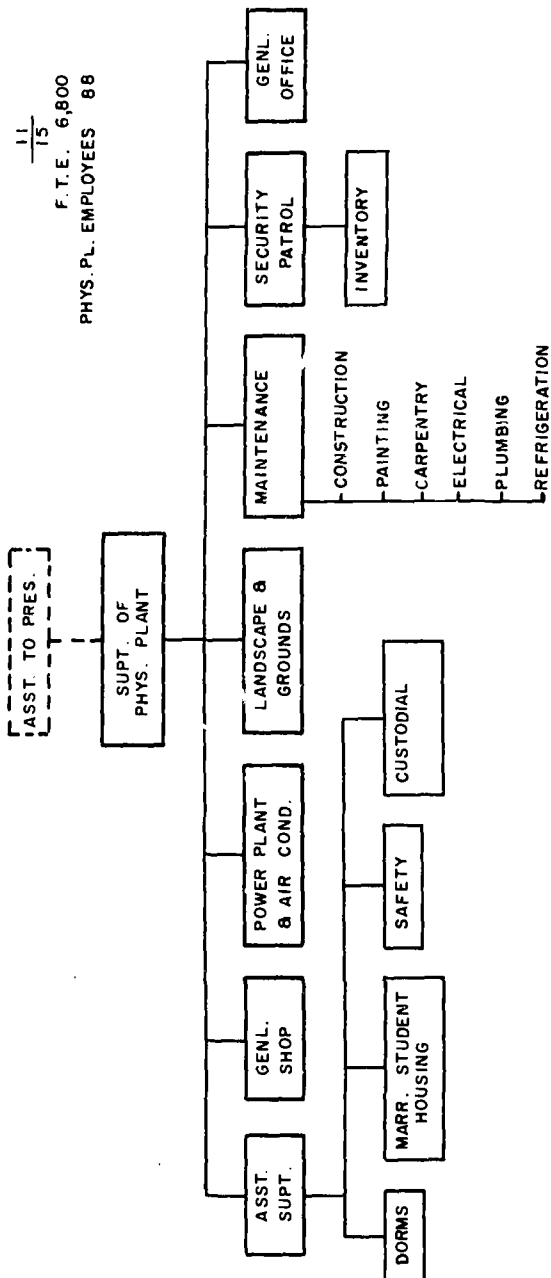 11
15
F.T.E. 6,800
PHYS. PL. EMPLOYEES 88
ASST. TO PRES.
SUPT. OF
PHYS. PLANT
ASST.
SUPT.
GENL.
SHOP
POWER PLANT
& AIR COND.
LANDSCAPE &
GROUNDS
MAINTENANCE
SECURITY
PATROL
GENL.
OFFICE
DORMS
MARR. STUDENT
HOUSING
SAFETY
CUSTODIAL
CONSTRUCTION
PAINTING
CARPENTRY
ELECTRICAL
PLUMBING
REFRIGERATION
INVENTORY